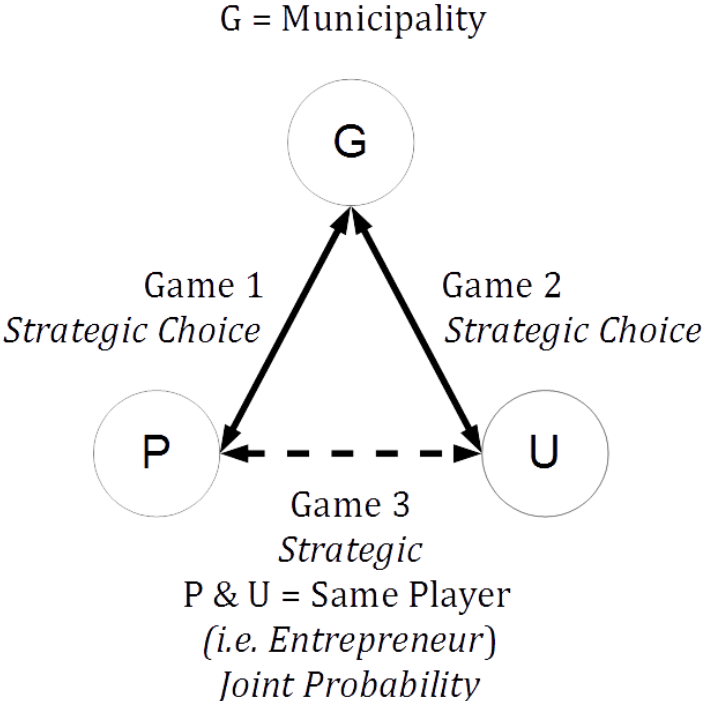 G = Municipality
G
Game 1
Strategic Choice
Game 2
Strategic Choice
P
U
Game 3
Strategic
P & U = Same Player
(i.e. Entrepreneur)
Joint Probability